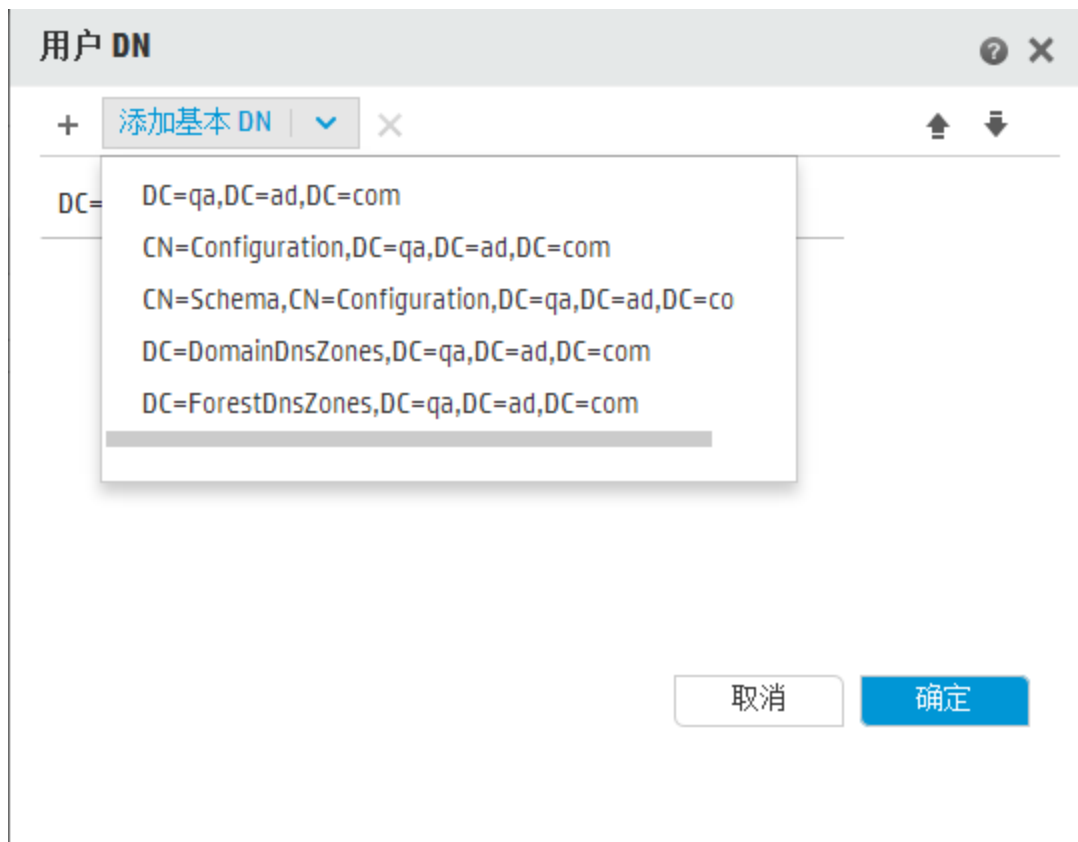 用户 DN
添加基本 DN
DC=
DC=qa,DC=ad,DC=com
CN=Configuration,DC=qa,DC=ad,DC=com
CN=Schema,CN=Configuration,DC=qa,DC=ad,DC=co
DC=DomainDnsZones,DC=qa,DC=ad,DC=com
DC=ForestDnsZones,DC=qa,DC=ad,DC=com
取消 确定